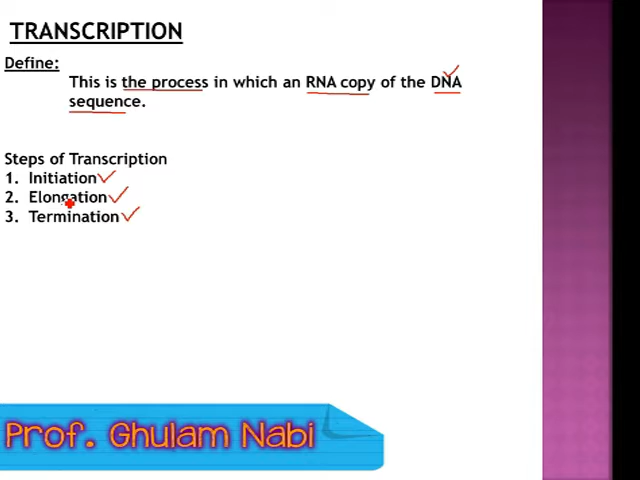 TRANSCRIPTION
Define:
This is the process in which an RNA copy of the DNA
sequence.
Steps of Transcription
1. Initiation
2. Elongation
3. Termination
Prof. Ghulam Nabi